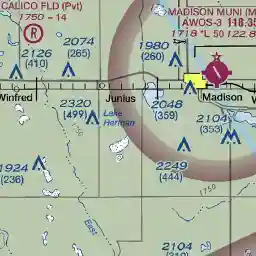 CALICO FLD (Pvt)
1750 - 14
R
MADISON MUNI (M
AWOS-3 118.35
1718 *L 50 122.8
2126
(410)
2074
(265)
1980
(260)
Winfred
Junius
Madison
2320
(499)
Lake
Herman
2048
(359)
2104
(353)
1924
(236)
2249
(444)
1750
East
2104